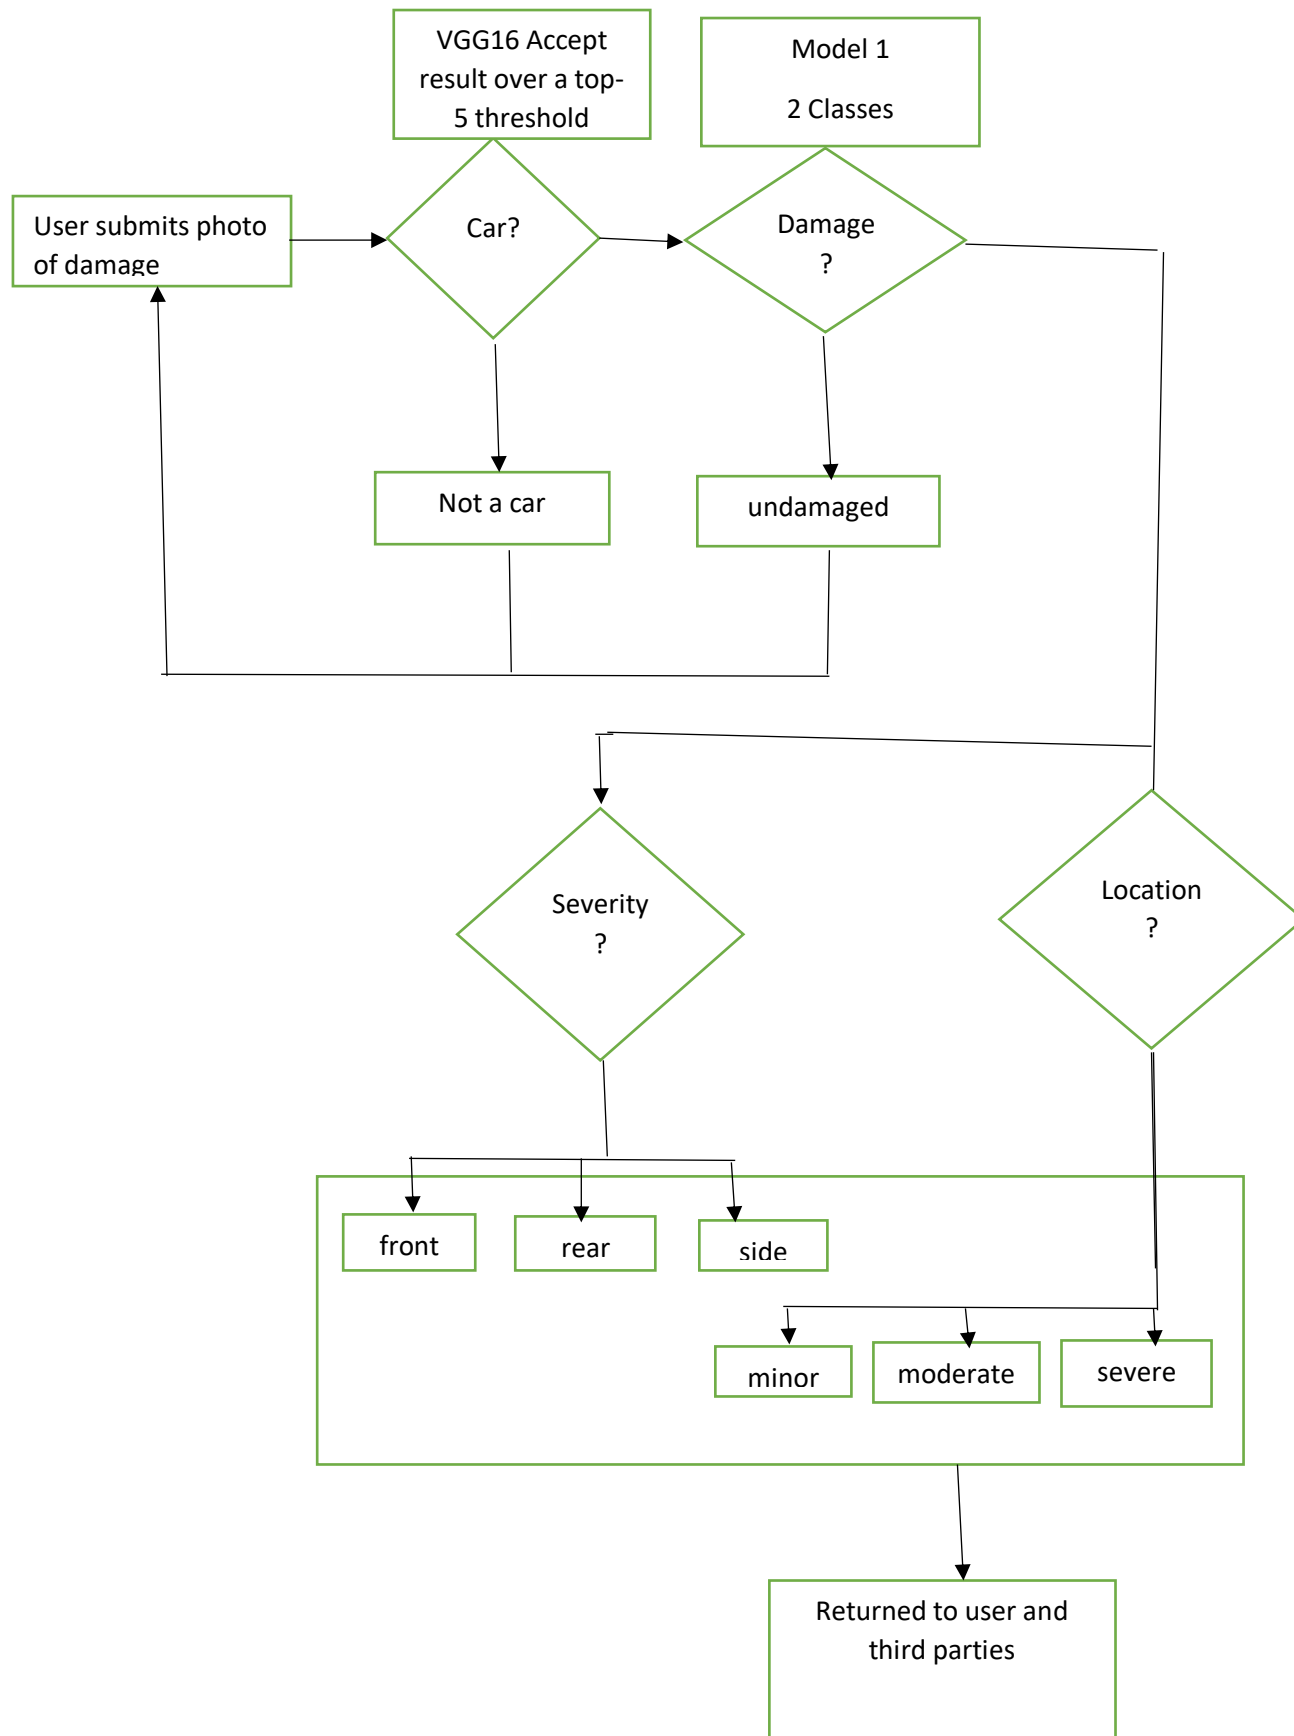 VGG16 Accept
result over a top-
5 threshold
Model 1
2 Classes
User submits photo
of damage
Car?
Damage
?
Not a car
undamaged
Severity
?
Location
?
front
rear
side
minor
moderate
severe
Returned to user and
third parties